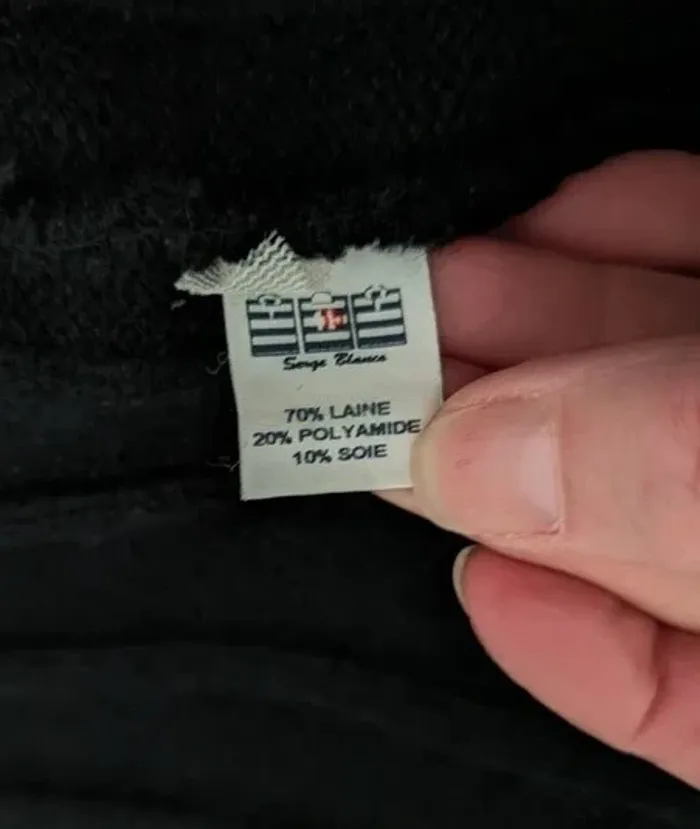 Serge Blanco
70% LAINE
20% POLYAMIDE
10% SOIE